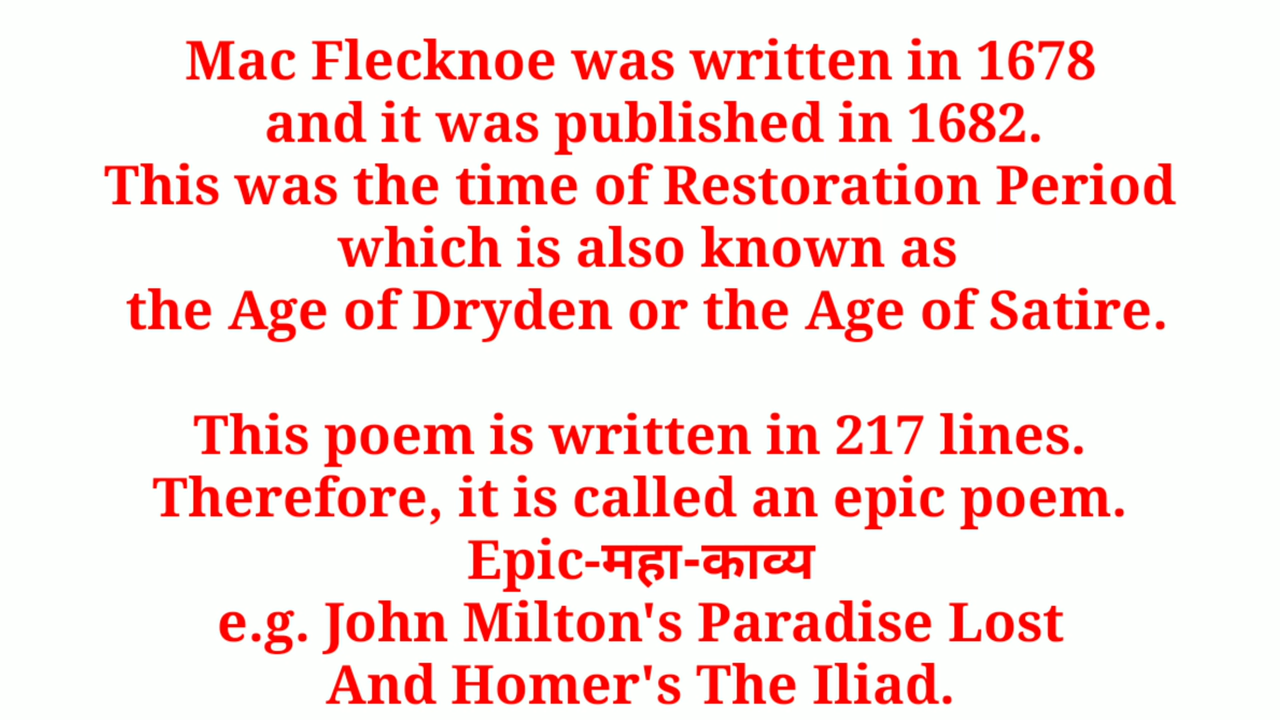 Mac Flecknoe was written in 1678
and it was published in 1682.
This was the time of Restoration Period
which is also known as
the Age of Dryden or the Age of Satire.
This poem is written in 217 lines.
Therefore, it is called an epic poem.
Epic-महा-काव्य
e.g. John Milton's Paradise Lost
And Homer's The Iliad.